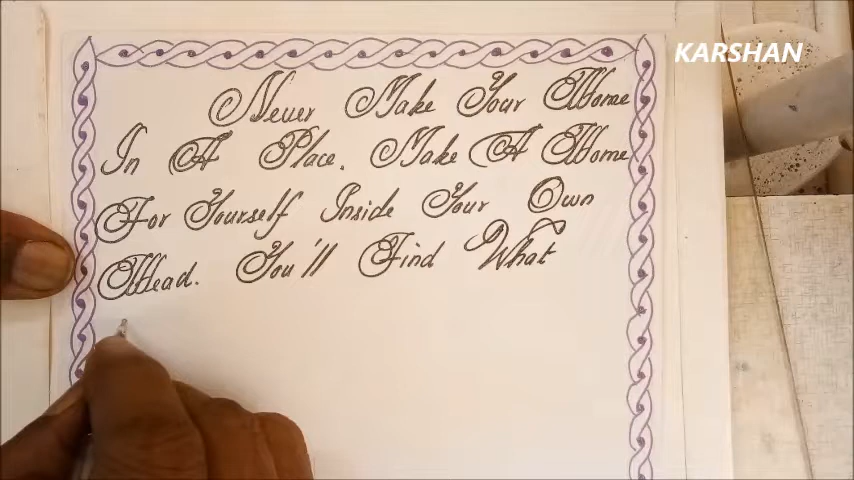 KARSHAN
Never Make Your Home
In A Place. Make A Home
For Yourself Inside Your Own
Head. You'll Find What